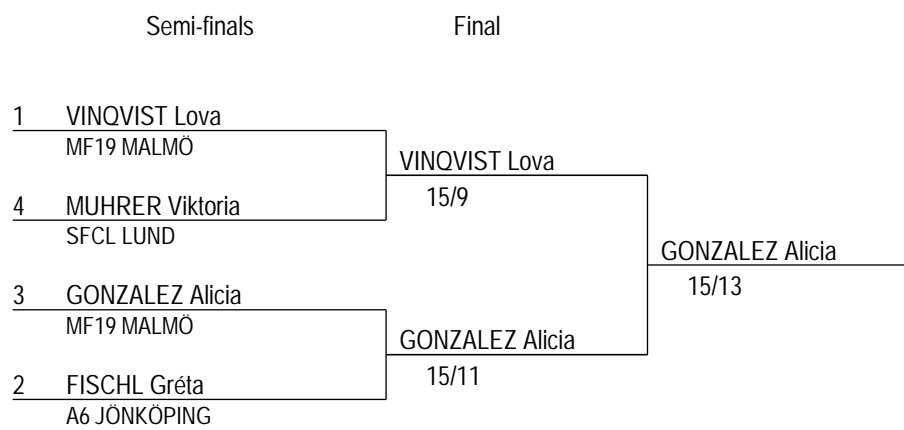 Semi-finals Final
1 VINQVIST Lova
MF19 MALMÖ
VINQVIST Lova
15/9
4 MUHRER Viktoria
SFCL LUND
GONZALEZ Alicia
15/13
3 GONZALEZ Alicia
MF19 MALMÖ
GONZALEZ Alicia
15/11
2 FISCHL Gréta
A6 JÖNKÖPING